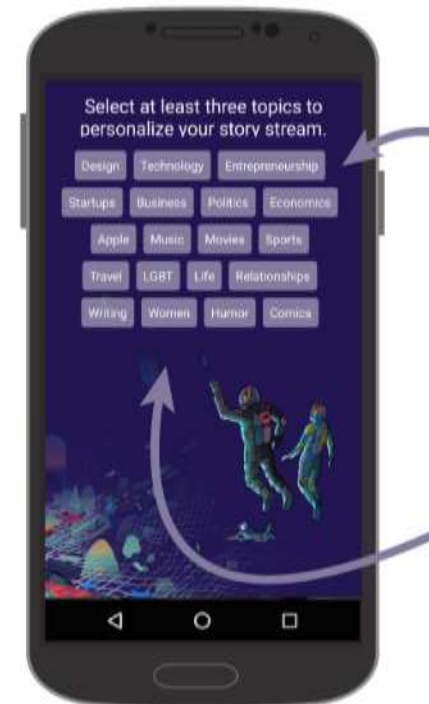 Select at least three topics to
personalize your story stream.
Design Technology Entrepreneurship
Startups Business Politics Economics
Apple Music Movies Sports
Travel LGBT Life Relationships
Writing Women Humor Comics